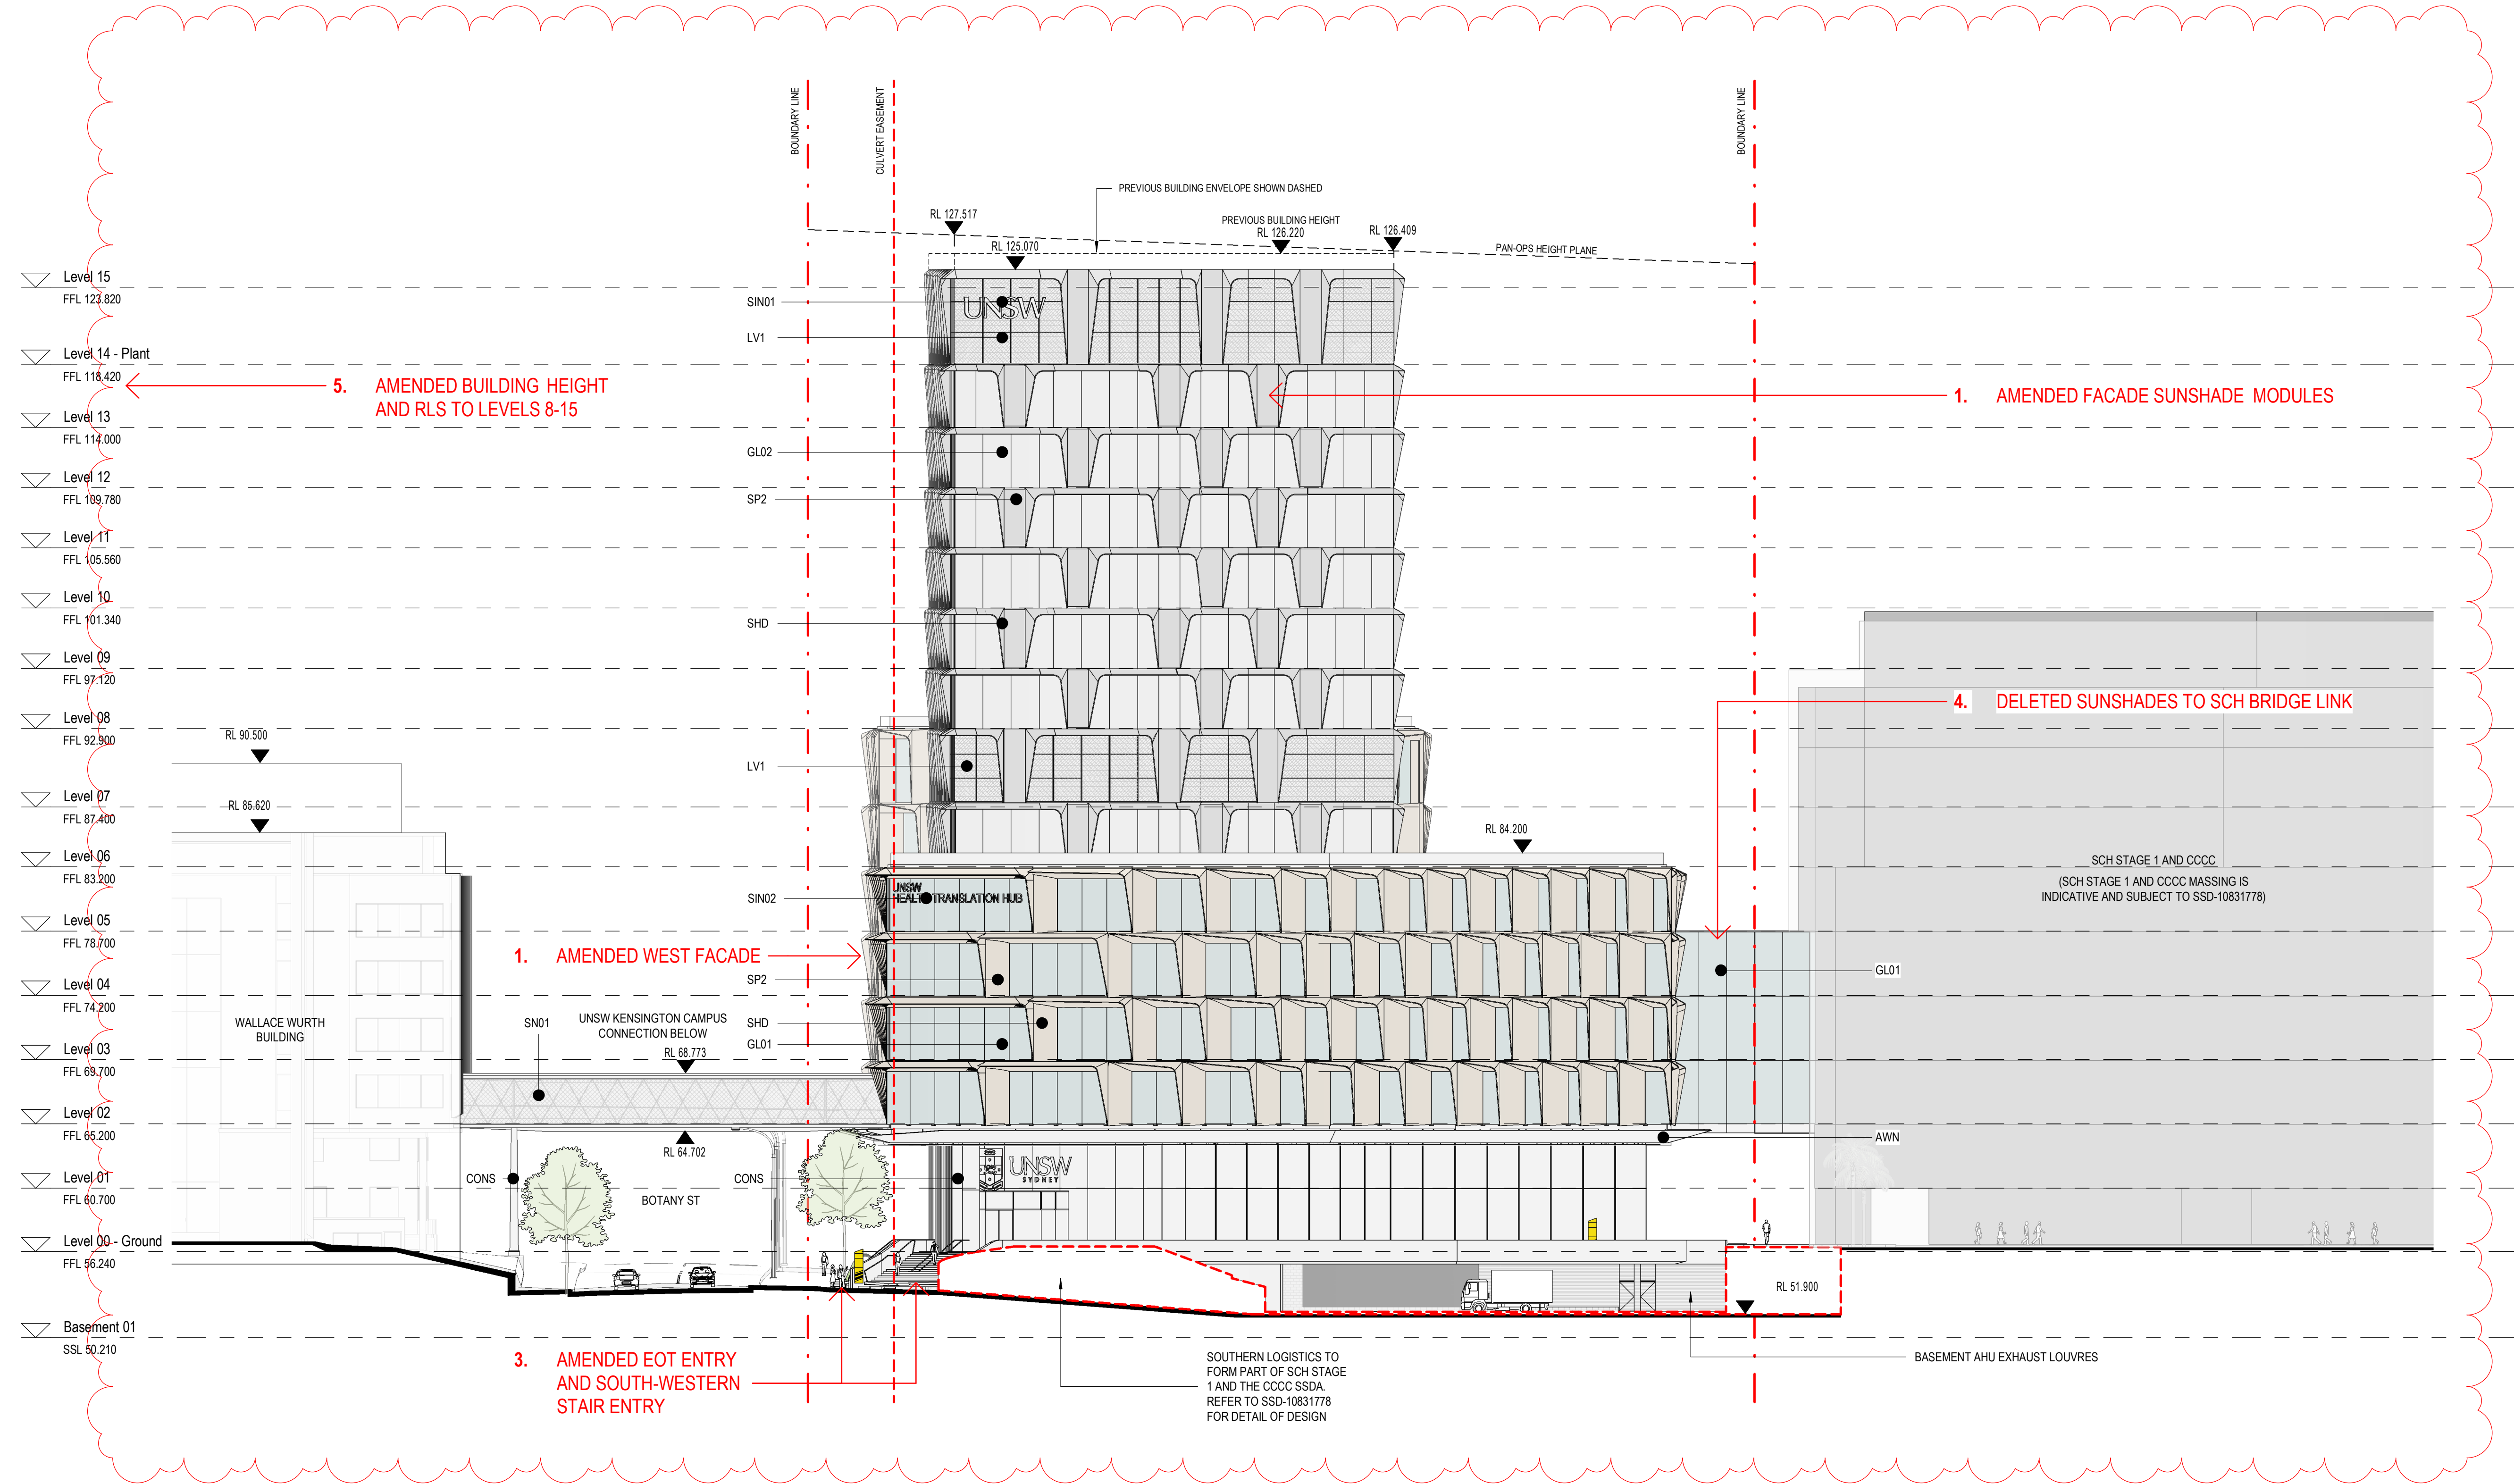 BOUNDARY LINE
CULVERT EASEMENT
BOUNDARY LINE
PREVIOUS BUILDING ENVELOPE SHOWN DASHED
RL 127.517
PREVIOUS BUILDING HEIGHT
RL 126.220
RL 126.409
RL 125.070
PAN-OPS HEIGHT PLANE
Level 15
FFL 123.820
SIN01
UNSW
LV1
Level 14 - Plant
FFL 118.420
5. AMENDED BUILDING HEIGHT
AND RLS TO LEVELS 8-15
1. AMENDED FACADE SUNSHADE MODULES
Level 13
FFL 114.000
GL02
Level 12
FFL 109.780
SP2
Level 11
FFL 105.560
Level 10
FFL 101.340
SHD
Level 09
FFL 97.120
4. DELETED SUNSHADES TO SCH BRIDGE LINK
Level 08
FFL 92.900
RL 90.500
LV1
Level 07
FFL 87.400
RL 85.620
RL 84.200
Level 06
FFL 83.200
SCH STAGE 1 AND CCCC
(SCH STAGE 1 AND CCCC MASSING IS
INDICATIVE AND SUBJECT TO SSD-10831778)
SIN02
UNSW
HEALTH TRANSLATION HUB
Level 05
FFL 78.700
1. AMENDED WEST FACADE
SP2
GL01
Level 04
FFL 74.200
WALLACE WURTH
BUILDING
SN01
UNSW KENSINGTON CAMPUS
CONNECTION BELOW
RL 68.773
SHD
GL01
Level 03
FFL 69.700
Level 02
FFL 65.200
RL 64.702
AWN
Level 01
FFL 60.700
CONS
BOTANY ST
CONS
UNSW
SYDNEY
Level 00 - Ground
FFL 56.240
RL 51.900
Basement 01
SSL 50.210
3. AMENDED EOT ENTRY
AND SOUTH-WESTERN
STAIR ENTRY
SOUTHERN LOGISTICS TO
FORM PART OF SCH STAGE
1 AND THE CCCC SSDA.
REFER TO SSD-10831778
FOR DETAIL OF DESIGN
BASEMENT AHU EXHAUST LOUVRES